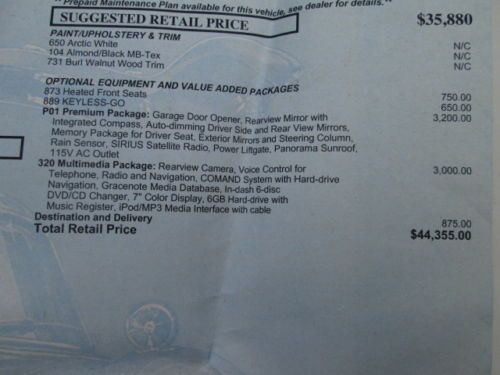 ** Prepaid Maintenance Plan available for this vehicle, see dealer for details.**
SUGGESTED RETAIL PRICE $35,880
PAINT/UPHOLSTERY & TRIM
650 Arctic White N/C
104 Almond/Black MB-Tex N/C
731 Burl Walnut Wood Trim N/C
OPTIONAL EQUIPMENT AND VALUE ADDED PACKAGES
873 Heated Front Seats 750.00
889 KEYLESS-GO 650.00
P01 Premium Package: Garage Door Opener, Rearview Mirror with 3,200.00
Integrated Compass, Auto-dimming Driver Side and Rear View Mirrors,
Memory Package for Driver Seat, Exterior Mirrors and Steering Column,
Rain Sensor, SIRIUS Satellite Radio, Power Liftgate, Panorama Sunroof,
115V AC Outlet
320 Multimedia Package: Rearview Camera, Voice Control for 3,000.00
Telephone, Radio and Navigation, COMAND System with Hard-drive
Navigation, Gracenote Media Database, In-dash 6-disc
DVD/CD Changer, 7" Color Display, 6GB Hard-drive with
Music Register, iPod/MP3 Media Interface with cable
Destination and Delivery 875.00
Total Retail Price $44,355.00